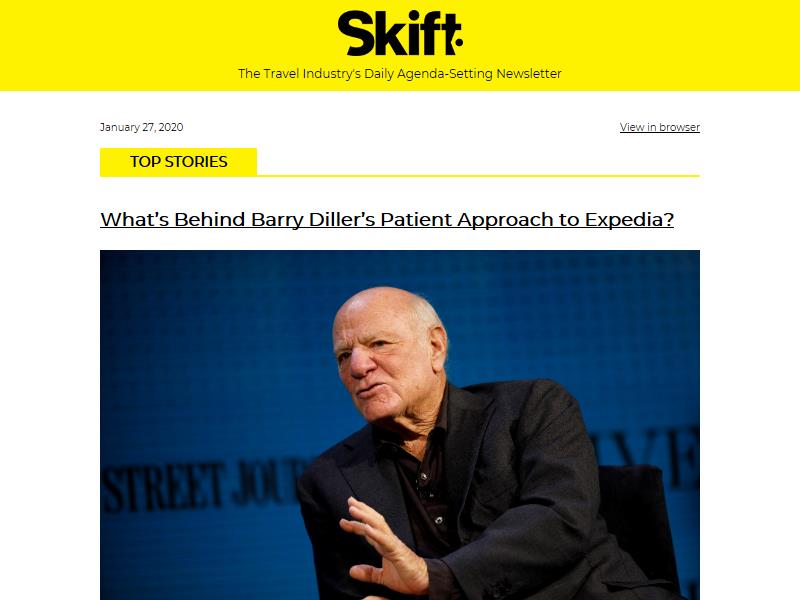 Skift
The Travel Industry's Daily Agenda-Setting Newsletter
January 27, 2020
View in browser
TOP STORIES
What's Behind Barry Diller's Patient Approach to Expedia?
STREET JOU
IVE